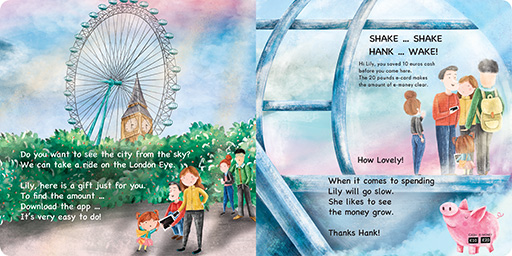 Do you want to see the city from the sky?
We can take a ride on the London Eye.
Lily, here is a gift just for you.
To find the amount ...
Download the app ...
It's very easy to do!
SHAKE ... SHAKE
HANK ... WAKE!
Hi Lily, you saved 10 euros cash
before you came here.
The 20 pounds e-card makes
the amount of e-money clear.
How Lovely!
When it comes to spending
Lily will go slow.
She likes to see
the money grow.
Thanks Hank!